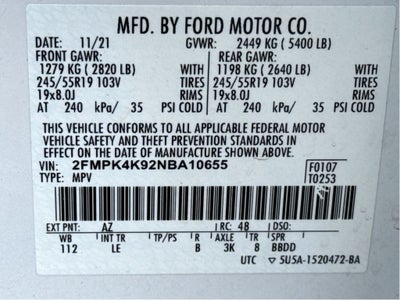 MFD. BY FORD MOTOR CO.
DATE: 11/21 GVWR: 2449 KG ( 5400 LB)
FRONT GAWR: REAR GAWR:
1279 KG ( 2820 LB) WITH 1198 KG ( 2640 LB) WITH
245/55R19 103V TIRES 245/55R19 103V TIRES
19x8.0J RIMS 19x8.0J RIMS
AT 240 kPa/ 35 PSI COLD AT 240 kPa/ 35 PSI COLD
THIS VEHICLE CONFORMS TO ALL APPLICABLE FEDERAL MOTOR
VEHICLE SAFETY AND THEFT PREVENTION STANDARDS IN
EFFECT ON THE DATE OF MANUFACTURE SHOWN ABOVE.
VIN: 2FMPK4K92NBA10655 F0107
TYPE: MPV T0253
EXT PNT: AZ RC: 48 DSO:
WB INT TR TP/PS R AXLE TR SPR
112 LE B 3K 8 BBDD
UTC 5U5A-1520472-BA